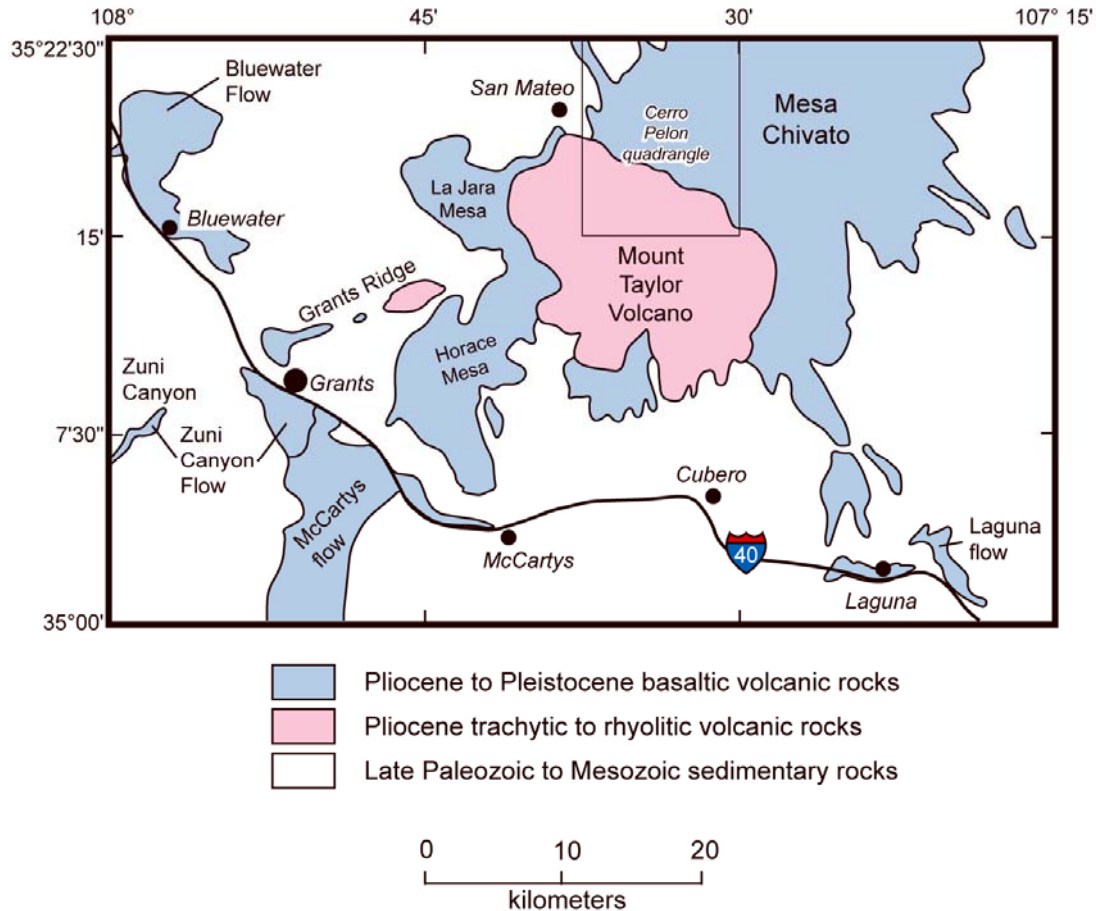 108°
45'
30'
107° 15'
35°22'30"
Bluewater
Flow
San Mateo
Cerro
Pelon
quadrangle
Mesa
Chivato
La Jara
Mesa
Bluewater
15'
Mount
Taylor
Volcano
Grants Ridge
Horace
Mesa
Zuni
Canyon
Grants
7'30"
Zuni
Canyon
Flow
McCartys
flow
Cubero
McCartys
40
Laguna
flow
Laguna
35°00'
Pliocene to Pleistocene basaltic volcanic rocks
Pliocene trachytic to rhyolitic volcanic rocks
Late Paleozoic to Mesozoic sedimentary rocks
0
10
20
kilometers